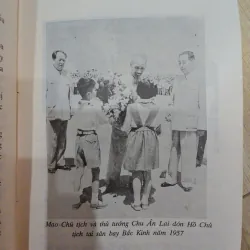 Mao-Chủ tịch và thủ tướng Chu Ân Lai đón Hồ Chủ
tịch tại sân bay Bắc Kinh năm 1957